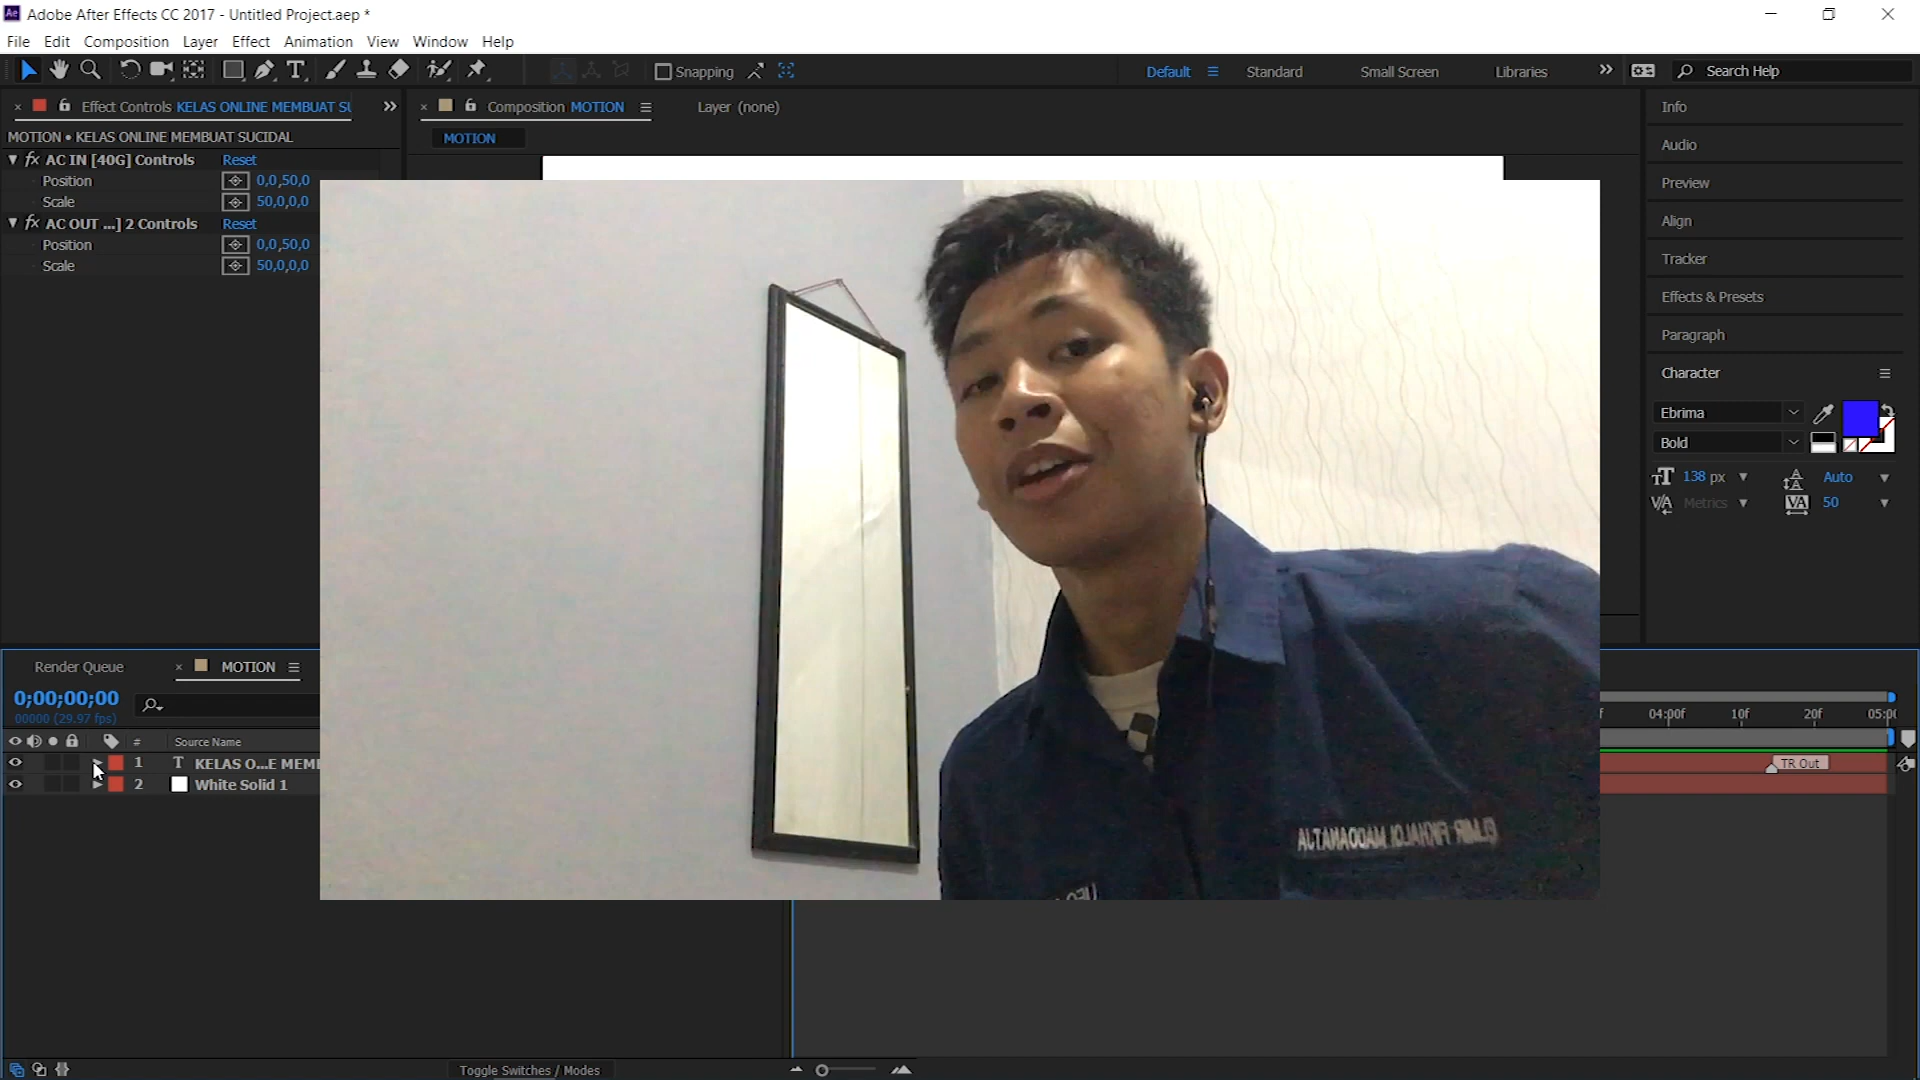 Adobe After Effects CC 2017 - Untitled Project.aep *
File Edit Composition Layer Effect Animation View Window Help
Snapping
Default Standard Small Screen Libraries Search Help
Effect Controls KELAS ONLINE MEMBUAT SU
Composition MOTION
Layer (none)
MOTION • KELAS ONLINE MEMBUAT SUCIDAL
MOTION
fx AC IN [40G] Controls Reset
Position 0,0,50,0
Scale 50,0,0,0
fx AC OUT ...] 2 Controls Reset
Position 0,0,50,0
Scale 50,0,0,0
Info
Audio
Preview
Align
Tracker
Effects & Presets
Paragraph
Character
Ebrima
Bold
138 px Auto
Metrics 50
Render Queue MOTION
0;00;00;00
00000 (29.97 fps)
# Source Name
1 T KELAS O...E MEMI
2 White Solid 1
f 04:00f 10f 20f 05:00
TR Out
Toggle Switches / Modes